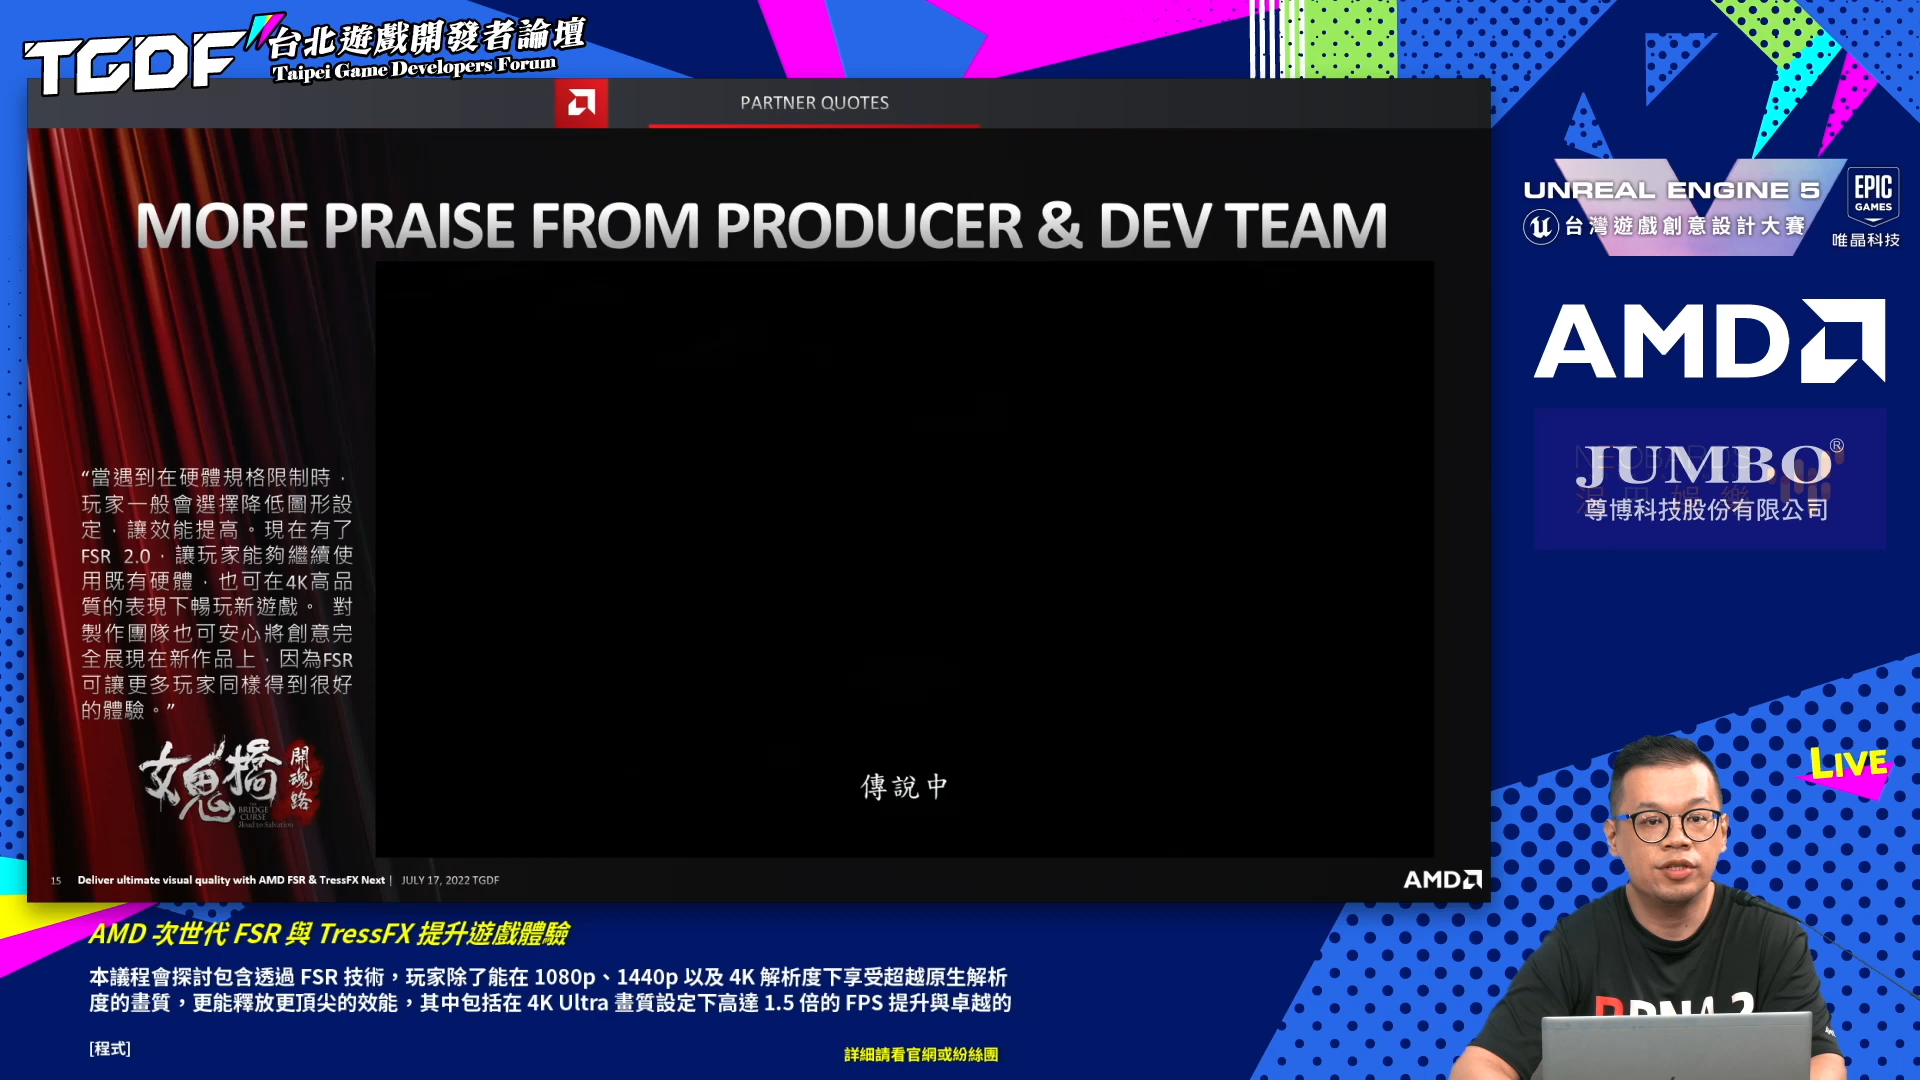 TGDF 台北遊戲開發者論壇
Taipei Game Developers Forum
PARTNER QUOTES
MORE PRAISE FROM PRODUCER & DEV TEAM
“當遇到在硬體規格限制時，
玩家一般會選擇降低圖形設
定，讓效能提高。現在有了
FSR 2.0，讓玩家能夠繼續使
用既有硬體，也可在4K高品
質的表現下暢玩新遊戲。 對
製作團隊也可安心將創意完
全展現在新作品上，因為FSR
可讓更多玩家同樣得到很好
的體驗。”
女鬼橋 開魂路
THE BRIDGE CURSE
Road to Salvation
傳說中
15 Deliver ultimate visual quality with AMD FSR & TressFX Next | JULY 17, 2022 TGDF
AMD
UNREAL ENGINE 5
台灣遊戲創意設計大賽
EPIC GAMES
唯晶科技
AMD
JUMBO®
尊博科技股份有限公司
LIVE
AMD 次世代 FSR 與 TressFX 提升遊戲體驗
本議程會探討包含透過 FSR 技術，玩家除了能在 1080p、1440p 以及 4K 解析度下享受超越原生解析
度的畫質，更能釋放更頂尖的效能，其中包括在 4K Ultra 畫質設定下高達 1.5 倍的 FPS 提升與卓越的
[程式]
詳細請看官網或紛絲團